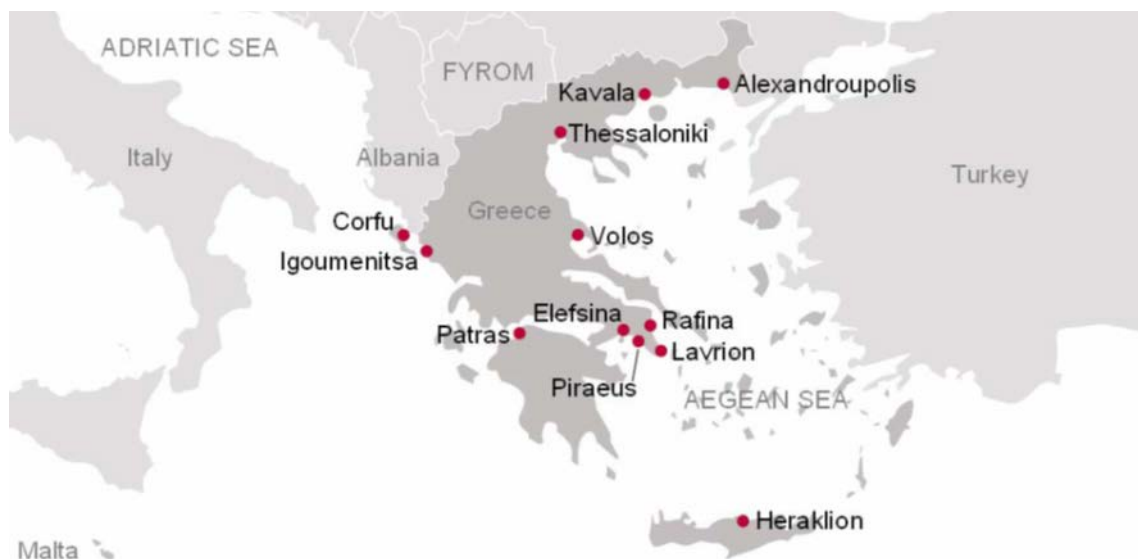 ADRIATIC SEA
FYROM
Kavala
Alexandroupolis
Thessaloniki
Italy
Albania
Turkey
Greece
Corfu
Volos
Igoumenitsa
Elefsina
Rafina
Patras
Lavrion
Piraeus
AEGEAN SEA
Heraklion
Malta